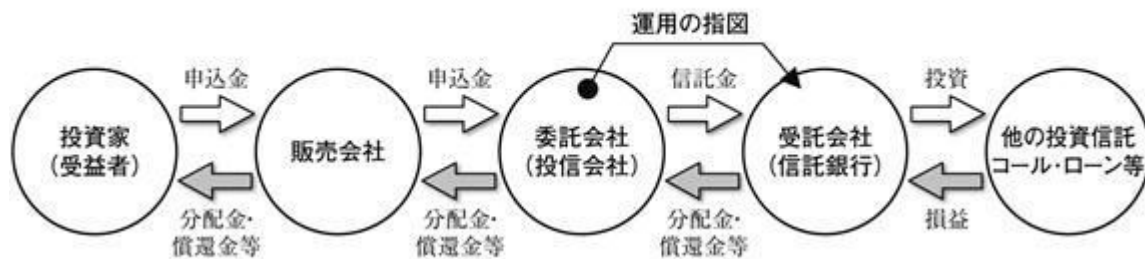 運用の指図
申込金
申込金
信託金
投資
投資家
(受益者)
販売会社
委託会社
(投信会社)
受託会社
(信託銀行)
他の投資信託
コール・ローン等
分配金・
償還金等
分配金・
償還金等
分配金・
償還金等
損益